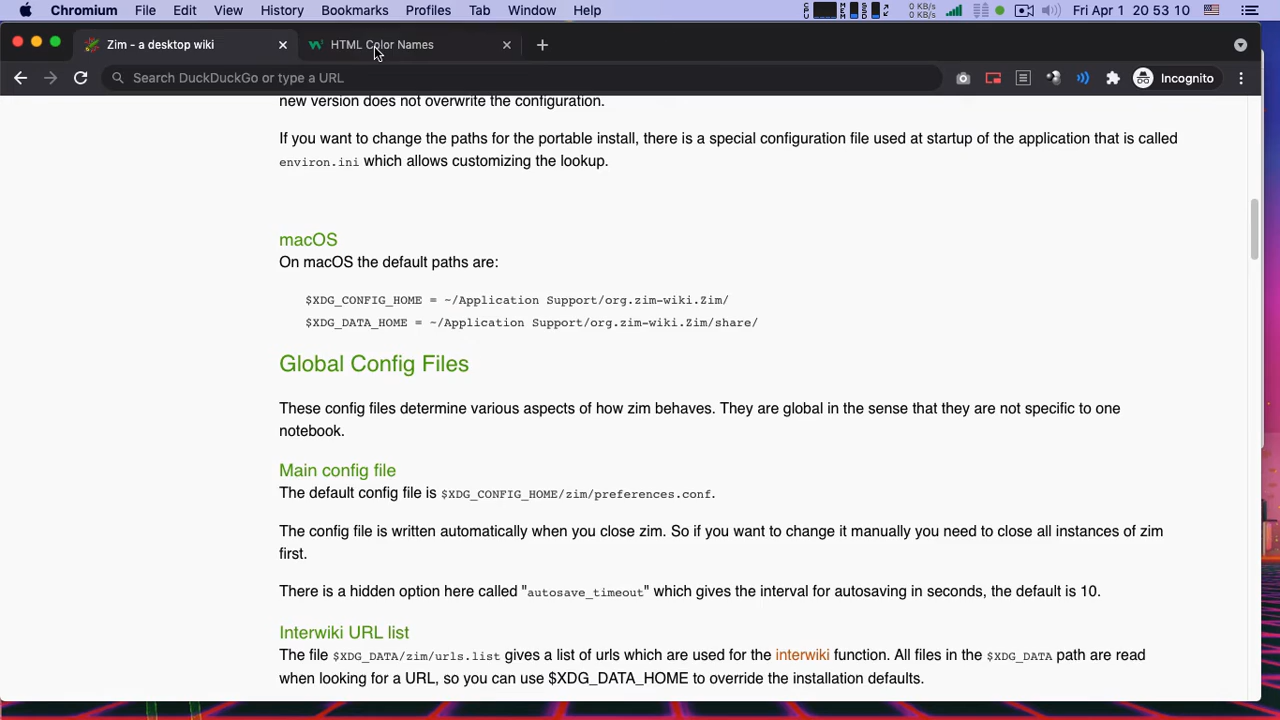 Chromium File Edit View History Bookmarks Profiles Tab Window Help Fri Apr 1 20 53 10
0 KB/s
0 KB/s
Zim - a desktop wiki
HTML Color Names
Search DuckDuckGo or type a URL
Incognito
new version does not overwrite the configuration.
If you want to change the paths for the portable install, there is a special configuration file used at startup of the application that is called
environ.ini which allows customizing the lookup.
macOS
On macOS the default paths are:
$XDG_CONFIG_HOME = ~/Application Support/org.zim-wiki.Zim/
$XDG_DATA_HOME = ~/Application Support/org.zim-wiki.Zim/share/
Global Config Files
These config files determine various aspects of how zim behaves. They are global in the sense that they are not specific to one
notebook.
Main config file
The default config file is $XDG_CONFIG_HOME/zim/preferences.conf.
The config file is written automatically when you close zim. So if you want to change it manually you need to close all instances of zim
first.
There is a hidden option here called "autosave_timeout" which gives the interval for autosaving in seconds, the default is 10.
Interwiki URL list
The file $XDG_DATA/zim/urls.list gives a list of urls which are used for the interwiki function. All files in the $XDG_DATA path are read
when looking for a URL, so you can use $XDG_DATA_HOME to override the installation defaults.